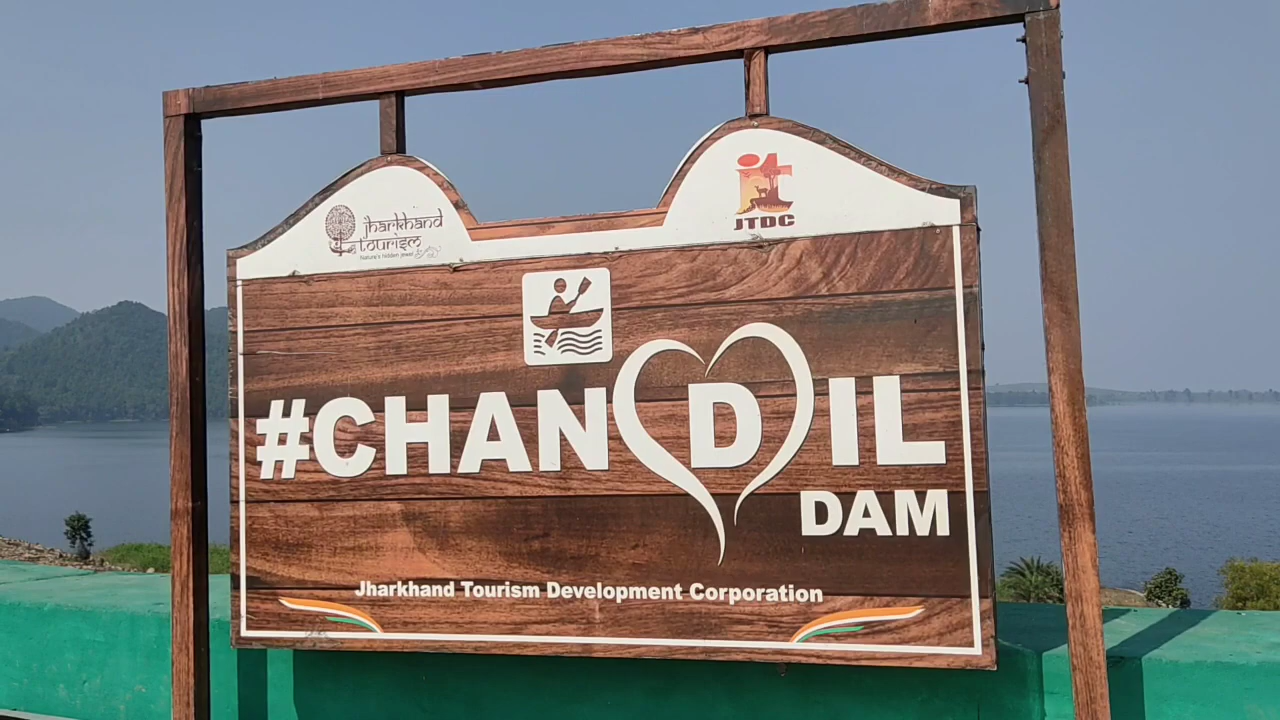 jharkhand
tourism
Nature's hidden jewel
JTDC
#CHANDIL
DAM
Jharkhand Tourism Development Corporation